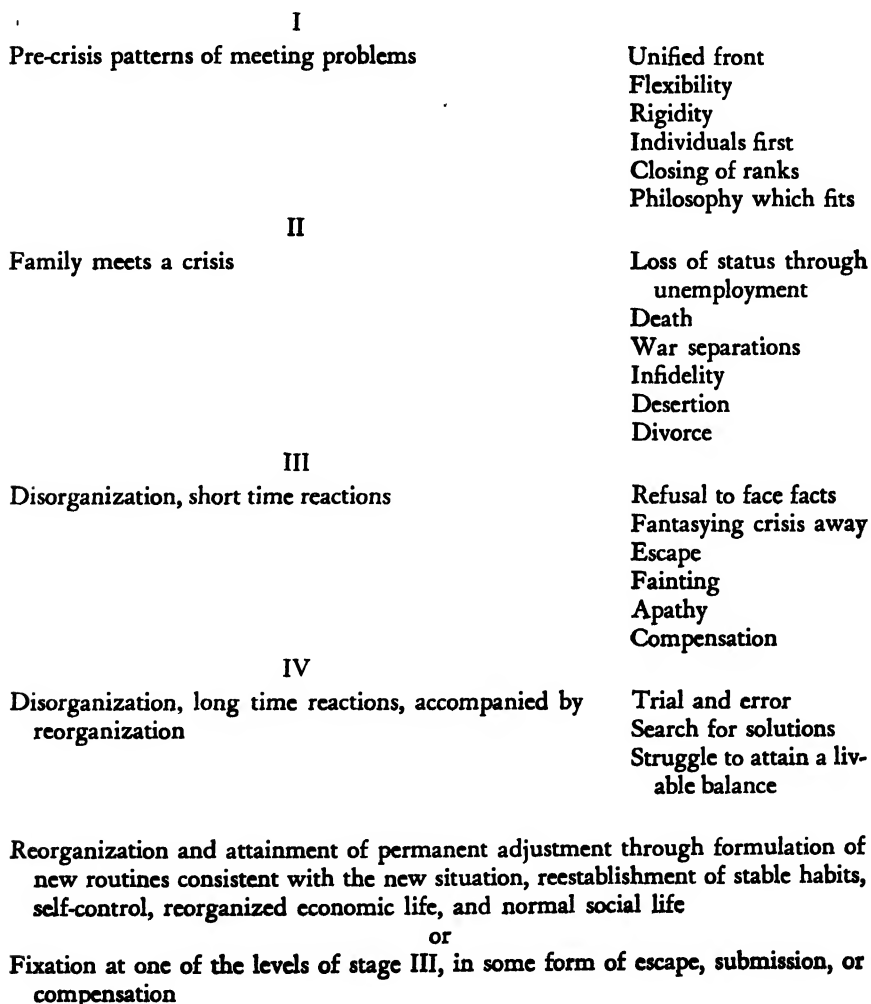 I
Pre-crisis patterns of meeting problems Unified front
Flexibility
Rigidity
Individuals first
Closing of ranks
Philosophy which fits
II
Family meets a crisis Loss of status through
unemployment
Death
War separations
Infidelity
Desertion
Divorce
III
Disorganization, short time reactions Refusal to face facts
Fantasying crisis away
Escape
Fainting
Apathy
Compensation
IV
Disorganization, long time reactions, accompanied by Trial and error
reorganization Search for solutions
Struggle to attain a liv-
able balance
Reorganization and attainment of permanent adjustment through formulation of
new routines consistent with the new situation, reestablishment of stable habits,
self-control, reorganized economic life, and normal social life
or
Fixation at one of the levels of stage III, in some form of escape, submission, or
compensation